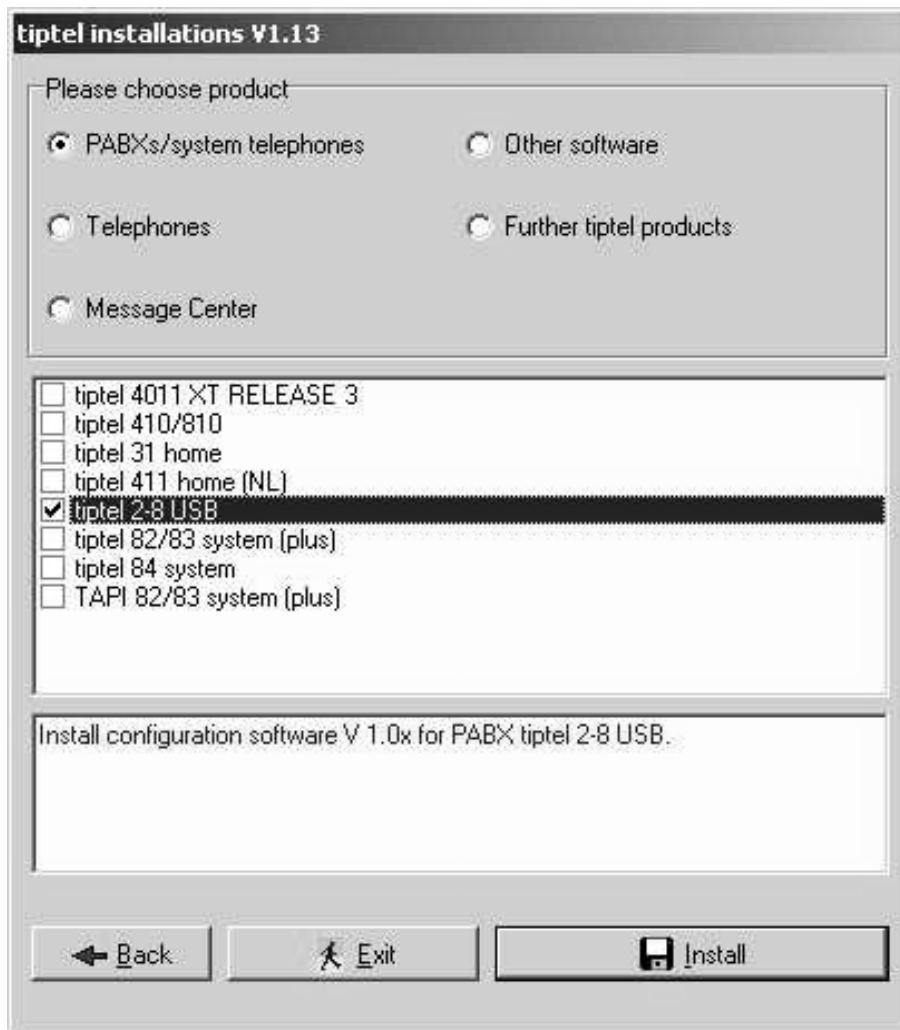 tiptel installations V1.13
Please choose product
PABXs/system telephones
Other software
Telephones
Further tiptel products
Message Center
tiptel 4011 XT RELEASE 3
tiptel 410/810
tiptel 31 home
tiptel 411 home (NL)
tiptel 2-8 USB
tiptel 82/83 system (plus)
tiptel 84 system
TAPI 82/83 system (plus)
Install configuration software V 1.0x for PABX tiptel 2-8 USB.
Back
Exit
Install